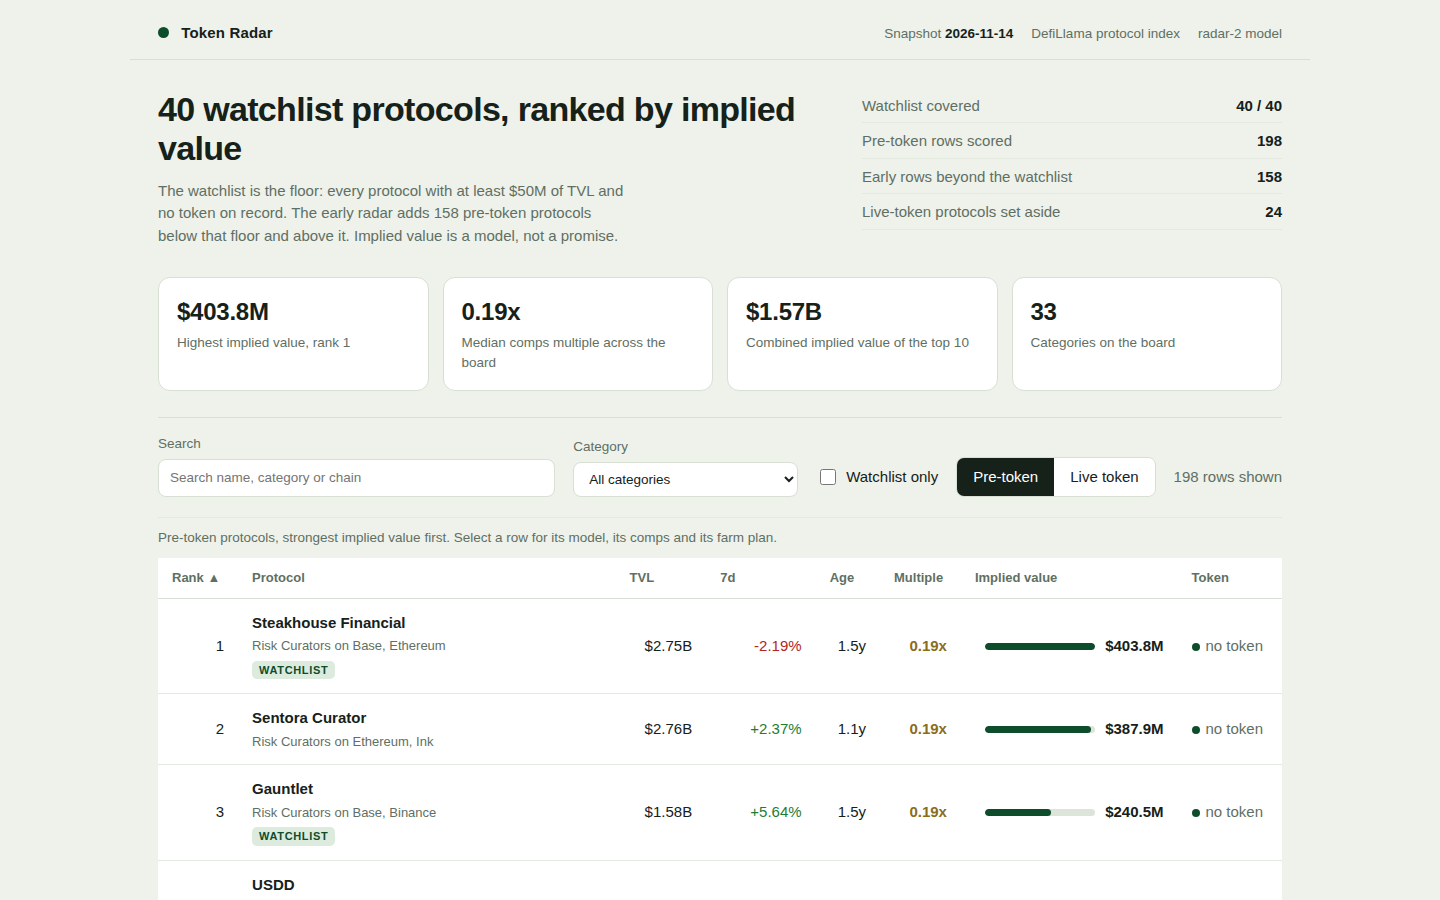 Token Radar
Snapshot 2026-11-14 DefiLlama protocol index radar-2 model
40 watchlist protocols, ranked by implied
value
The watchlist is the floor: every protocol with at least $50M of TVL and
no token on record. The early radar adds 158 pre-token protocols
below that floor and above it. Implied value is a model, not a promise.
Watchlist covered 40 / 40
Pre-token rows scored 198
Early rows beyond the watchlist 158
Live-token protocols set aside 24
$403.8M
Highest implied value, rank 1
0.19x
Median comps multiple across the
board
$1.57B
Combined implied value of the top 10
33
Categories on the board
Search
Search name, category or chain
Category
All categories
Watchlist only
Pre-token Live token
198 rows shown
Pre-token protocols, strongest implied value first. Select a row for its model, its comps and its farm plan.
Rank ▲ Protocol TVL 7d Age Multiple Implied value Token
Steakhouse Financial
1 Risk Curators on Base, Ethereum $2.75B -2.19% 1.5y 0.19x $403.8M no token
WATCHLIST
Sentora Curator
2 Risk Curators on Ethereum, Ink $2.76B +2.37% 1.1y 0.19x $387.9M no token
Gauntlet
3 Risk Curators on Base, Binance $1.58B +5.64% 1.5y 0.19x $240.5M no token
WATCHLIST
USDD